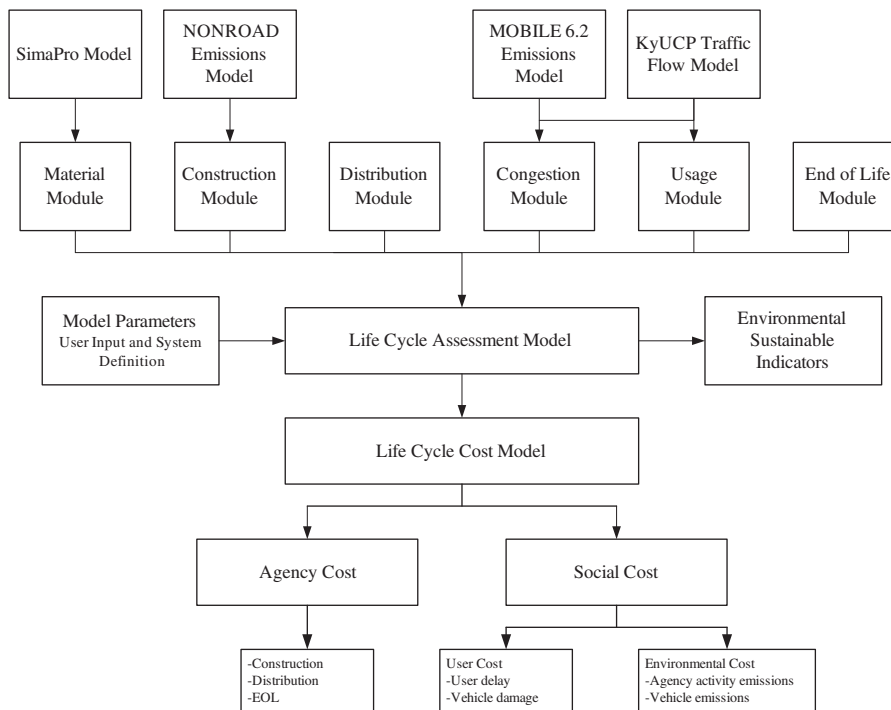 SimaPro Model
NONROAD
Emissions
Model
MOBILE 6.2
Emissions
Model
KyUCP Traffic
Flow Model
Material
Module
Construction
Module
Distribution
Module
Congestion
Module
Usage
Module
End of Life
Module
Model Parameters
User Input and System
Definition
Life Cycle Assessment Model
Environmental
Sustainable
Indicators
Life Cycle Cost Model
Agency Cost
Social Cost
-Construction
-Distribution
-EOL
User Cost
-User delay
-Vehicle damage
Environmental Cost
-Agency activity emissions
-Vehicle emissions